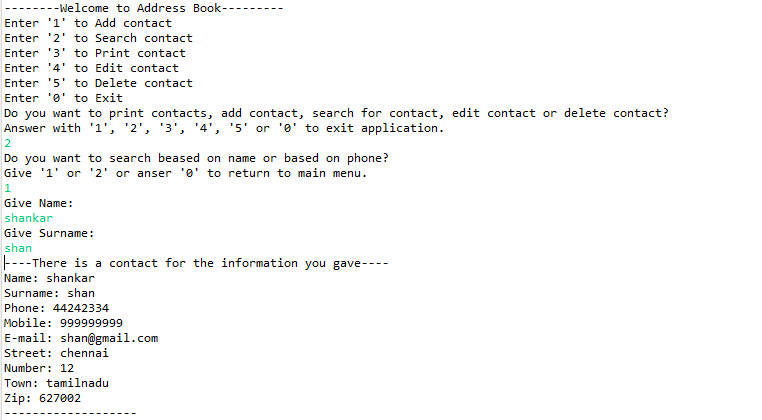 --------Welcome to Address Book---------
Enter '1' to Add contact
Enter '2' to Search contact
Enter '3' to Print contact
Enter '4' to Edit contact
Enter '5' to Delete contact
Enter '0' to Exit
Do you want to print contacts, add contact, search for contact, edit contact or delete contact?
Answer with '1', '2', '3', '4', '5' or '0' to exit application.
2
Do you want to search beased on name or based on phone?
Give '1' or '2' or anser '0' to return to main menu.
1
Give Name:
shankar
Give Surname:
shan
----There is a contact for the information you gave----
Name: shankar
Surname: shan
Phone: 44242334
Mobile: 999999999
E-mail: shan@gmail.com
Street: chennai
Number: 12
Town: tamilnadu
Zip: 627002
-------------------